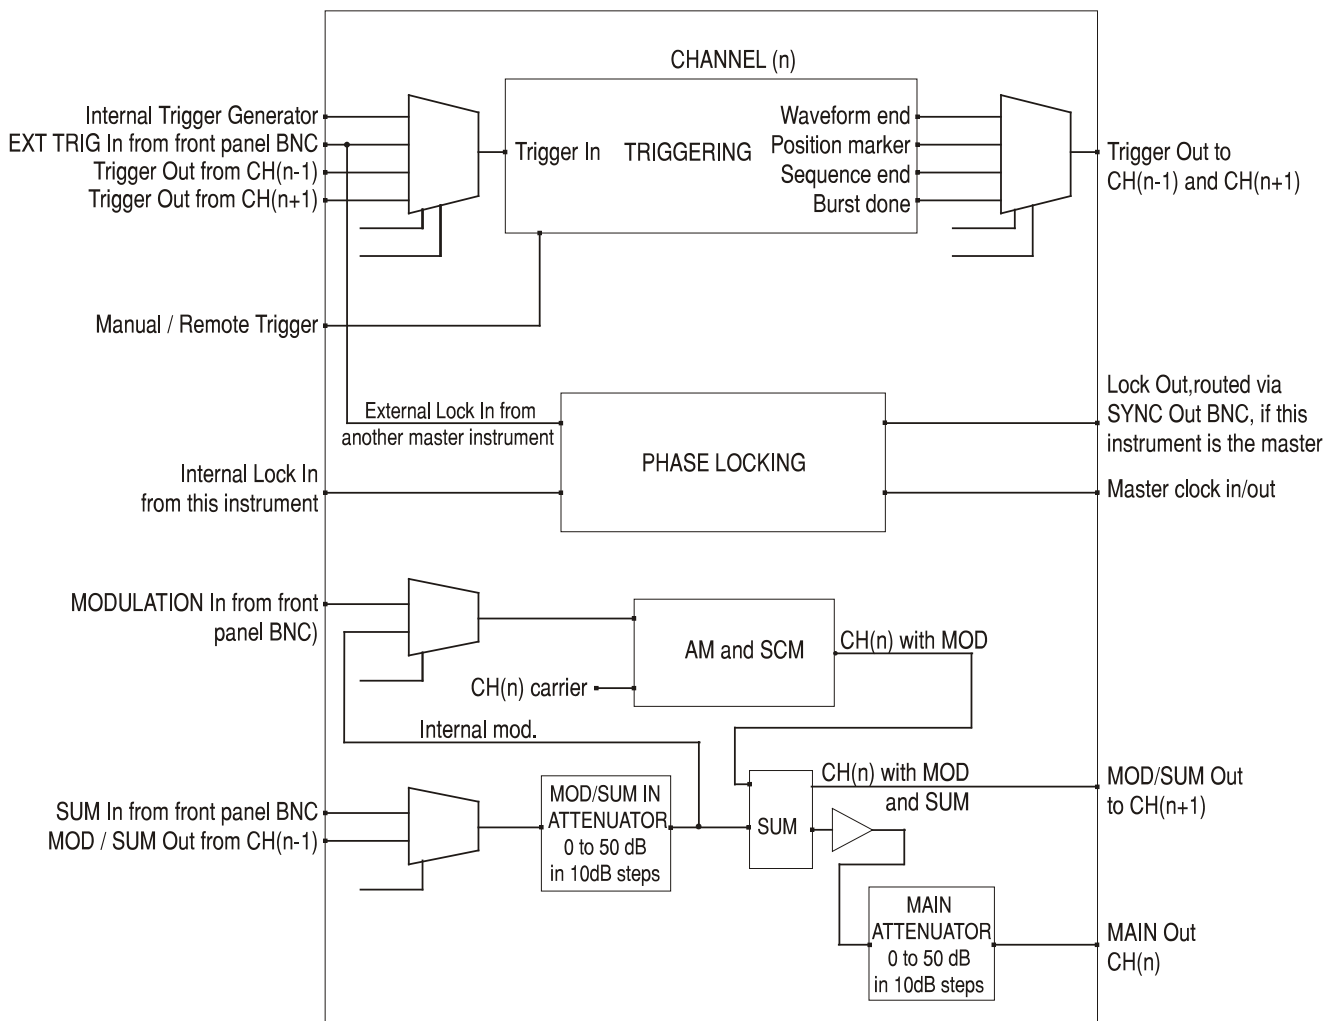 CHANNEL (n)
Internal Trigger Generator
EXT TRIG In from front panel BNC
Trigger Out from CH(n-1)
Trigger Out from CH(n+1)
Trigger In
TRIGGERING
Waveform end
Position marker
Sequence end
Burst done
Trigger Out to
CH(n-1) and CH(n+1)
Manual / Remote Trigger
External Lock In from
another master instrument
Internal Lock In
from this instrument
PHASE LOCKING
Lock Out,routed via
SYNC Out BNC, if this
instrument is the master
Master clock in/out
MODULATION In from front
panel BNC)
AM and SCM
CH(n) with MOD
CH(n) carrier
Internal mod.
SUM In from front panel BNC
MOD / SUM Out from CH(n-1)
MOD/SUM IN
ATTENUATOR
0 to 50 dB
in 10dB steps
SUM
CH(n) with MOD
and SUM
MOD/SUM Out
to CH(n+1)
MAIN
ATTENUATOR
0 to 50 dB
in 10dB steps
MAIN Out
CH(n)